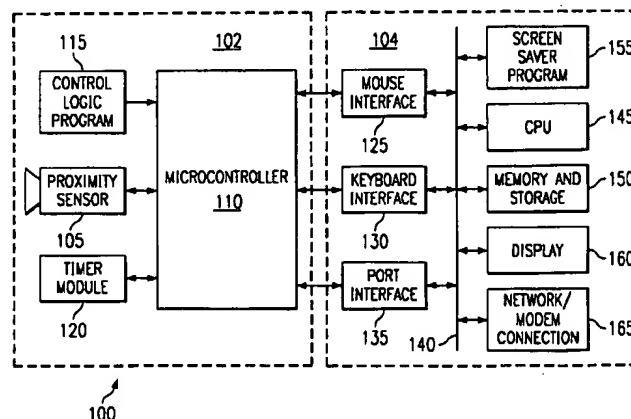 115
102
104
CONTROL
LOGIC
PROGRAM
PROXIMITY
SENSOR
105
TIMER
MODULE
120
MICROCONTROLLER
110
MOUSE
INTERFACE
125
KEYBOARD
INTERFACE
130
PORT
INTERFACE
135
140
SCREEN
SAVER
PROGRAM
155
CPU
145
MEMORY AND
STORAGE
150
DISPLAY
160
NETWORK/
MODEM
CONNECTION
165
100